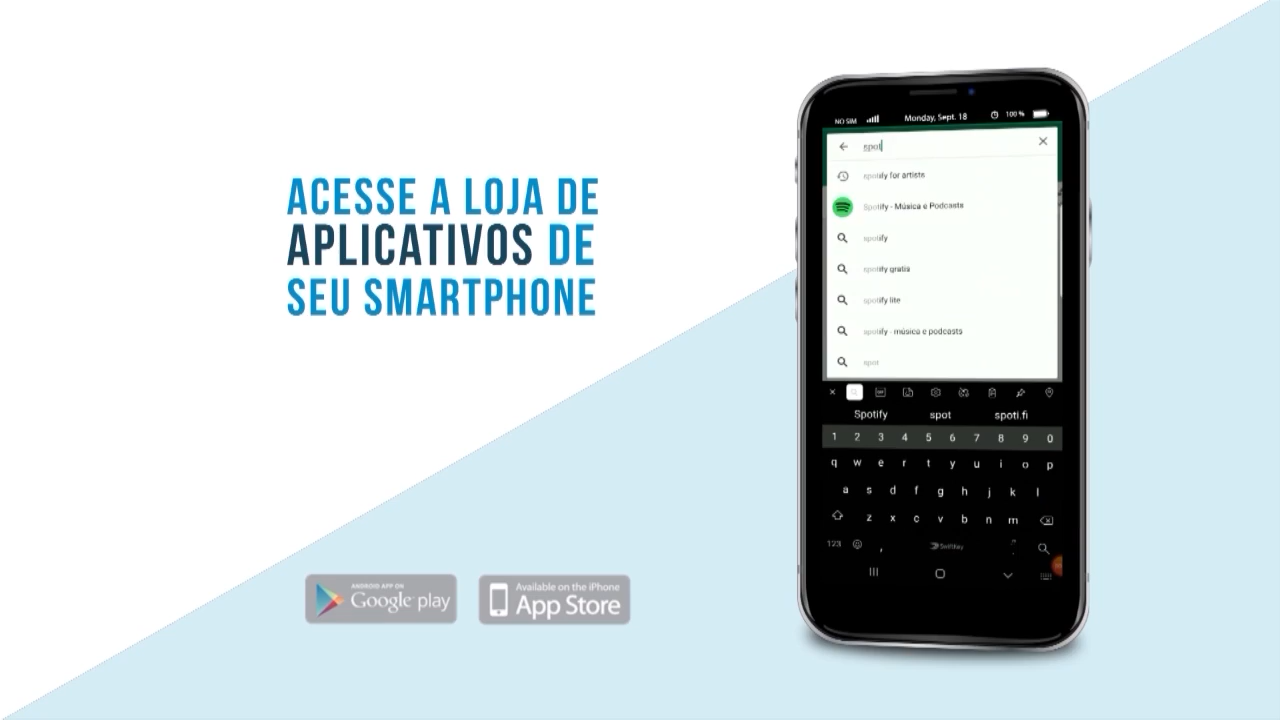 ACESSE A LOJA DE
APLICATIVOS DE
SEU SMARTPHONE
ANDROID APP ON
Google play
Available on the iPhone
App Store
NO SIM
Monday, Sept. 18
100 %
spot
spotify for artists
Spotify - Música e Podcasts
spotify
spotify gratis
spotify lite
spotify - música e podcasts
spot
Spotify spot spoti.fi
1 2 3 4 5 6 7 8 9 0
q w e r t y u i o p
a s d f g h j k l
z x c v b n m
123 , SwiftKey